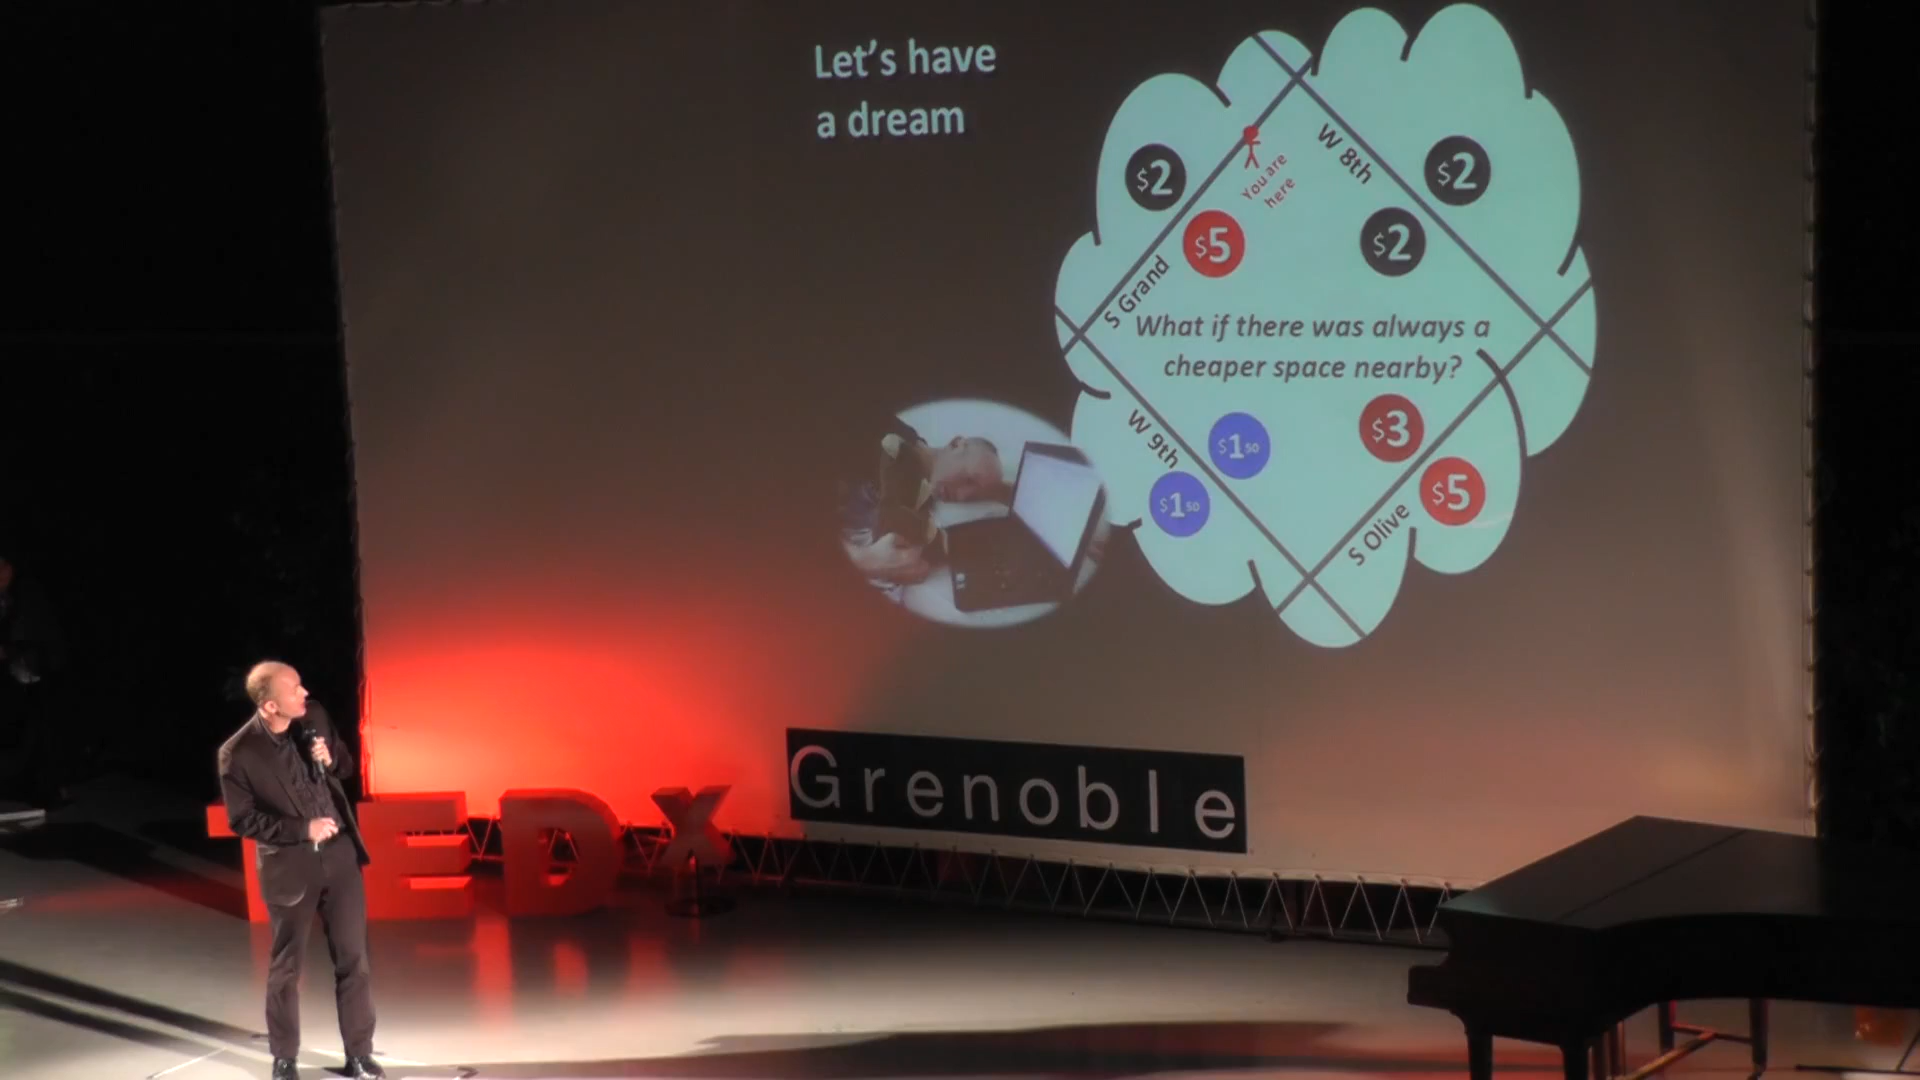 Let's have
a dream
W 8th
$2
$2
You are
here
$5
$2
S Grand
What if there was always a
cheaper space nearby?
W 9th
$1 50
$3
$1 50
$5
S Olive
TEDx
Grenoble